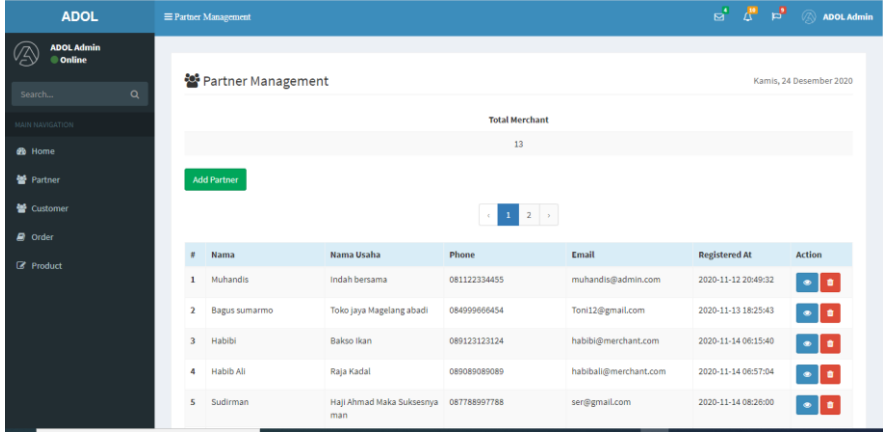 ADOL
Partner Management
4
10
9
ADOL Admin
ADOL Admin
Online
Search...
MAIN NAVIGATION
Home
Partner
Customer
Order
Product
Partner Management
Kamis, 24 Desember 2020
Total Merchant
13
Add Partner
‹ 1 2 ›
# Nama Nama Usaha Phone Email Registered At Action
1 Muhandis Indah bersama 081122334455 muhandis@admin.com 2020-11-12 20:49:32
2 Bagus sumarmo Toko jaya Magelang abadi 084999666454 Toni12@gmail.com 2020-11-13 18:25:43
3 Habibi Bakso Ikan 089123123124 habibi@merchant.com 2020-11-14 06:15:40
4 Habib Ali Raja Kadal 089089089089 habibali@merchant.com 2020-11-14 06:57:04
5 Sudirman Haji Ahmad Maka Suksesnya 087788997788 ser@gmail.com 2020-11-14 08:26:00
man